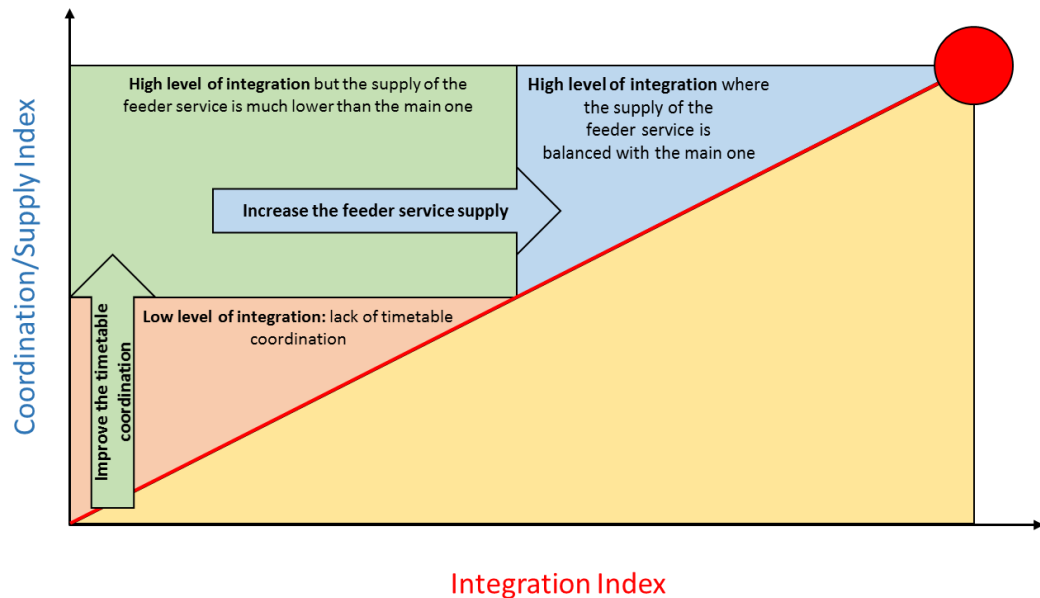 High level of integration but the supply of the
feeder service is much lower than the main one
High level of integration where
the supply of the
feeder service is
balanced with the main one
Increase the feeder service supply
Low level of integration: lack of timetable
coordination
Improve the timetable
coordination
Coordination/Supply Index
Integration Index